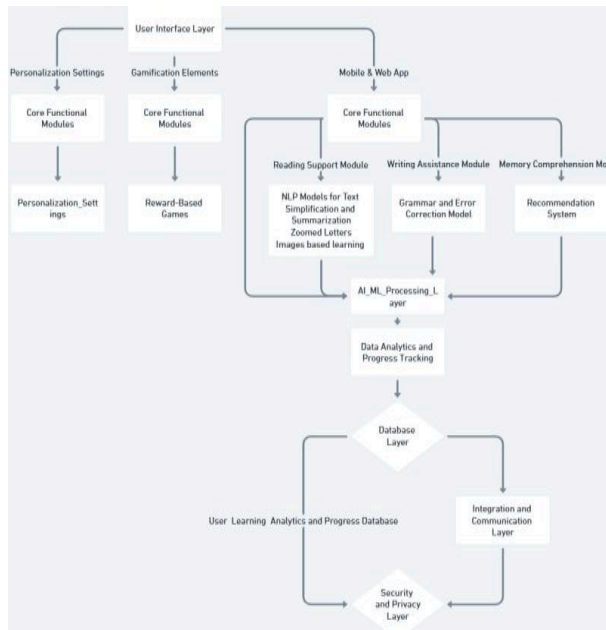 User Interface Layer
Personalization Settings
Gamification Elements
Mobile & Web App
Core Functional
Modules
Core Functional
Modules
Core Functional
Modules
Reading Support Module
Writing Assistance Module
Memory Comprehension Mo
Personalization_Sett
ings
Reward-Based
Games
NLP Models for Text
Simplification and
Summarization
Zoomed Letters
Images based learning
Grammar and Error
Correction Model
Recommendation
System
AI_ML_Processing_L
ayer
Data Analytics and
Progress Tracking
Database
Layer
User Learning Analytics and Progress Database
Integration and
Communication
Layer
Security
and Privacy
Layer